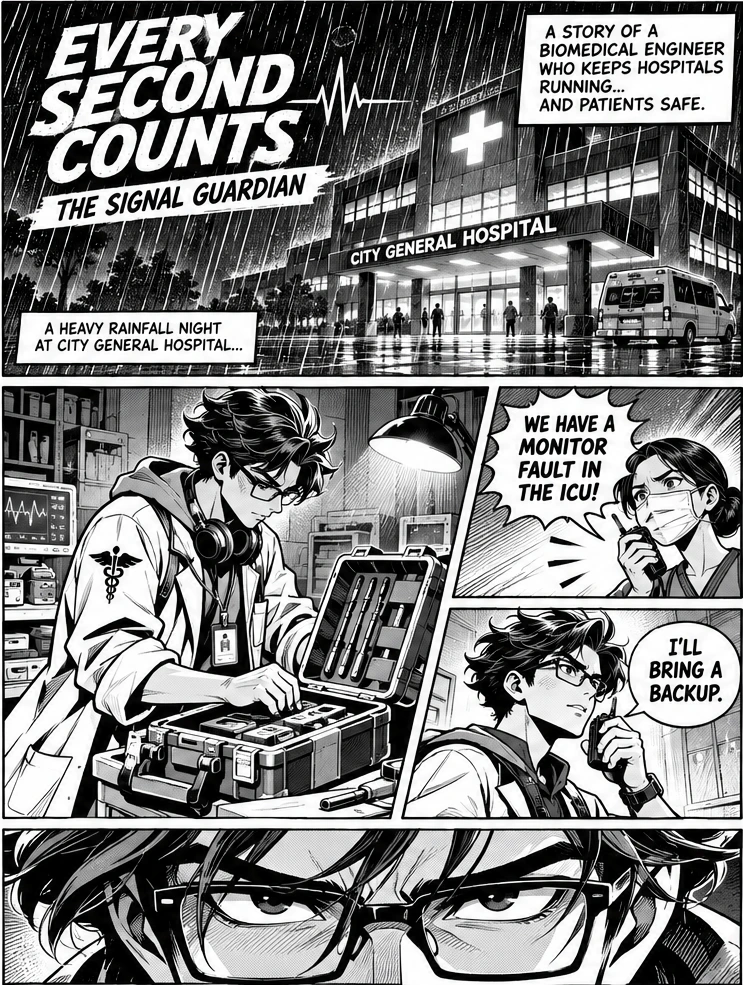 EVERY
SECOND
COUNTS
THE SIGNAL GUARDIAN
A STORY OF A
BIOMEDICAL ENGINEER
WHO KEEPS HOSPITALS
RUNNING...
AND PATIENTS SAFE.
CITY GENERAL HOSPITAL
A HEAVY RAINFALL NIGHT
AT CITY GENERAL HOSPITAL...
WE HAVE A
MONITOR
FAULT IN
THE ICU!
I'LL
BRING A
BACKUP.